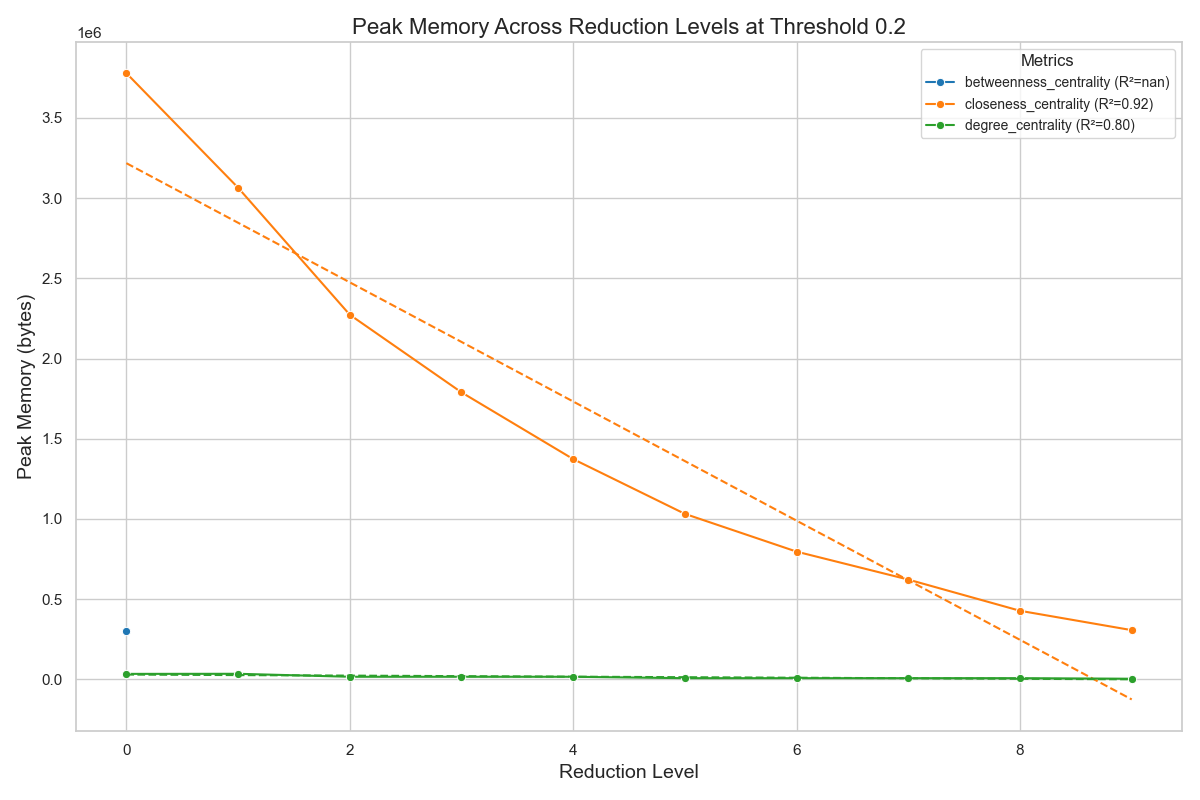 Peak Memory Across Reduction Levels at Threshold 0.2
1e6
Metrics
betweenness_centrality (R²=nan)
closeness_centrality (R²=0.92)
degree_centrality (R²=0.80)
Peak Memory (bytes)
3.5
3.0
2.5
2.0
1.5
1.0
0.5
0.0
0 2 4 6 8
Reduction Level